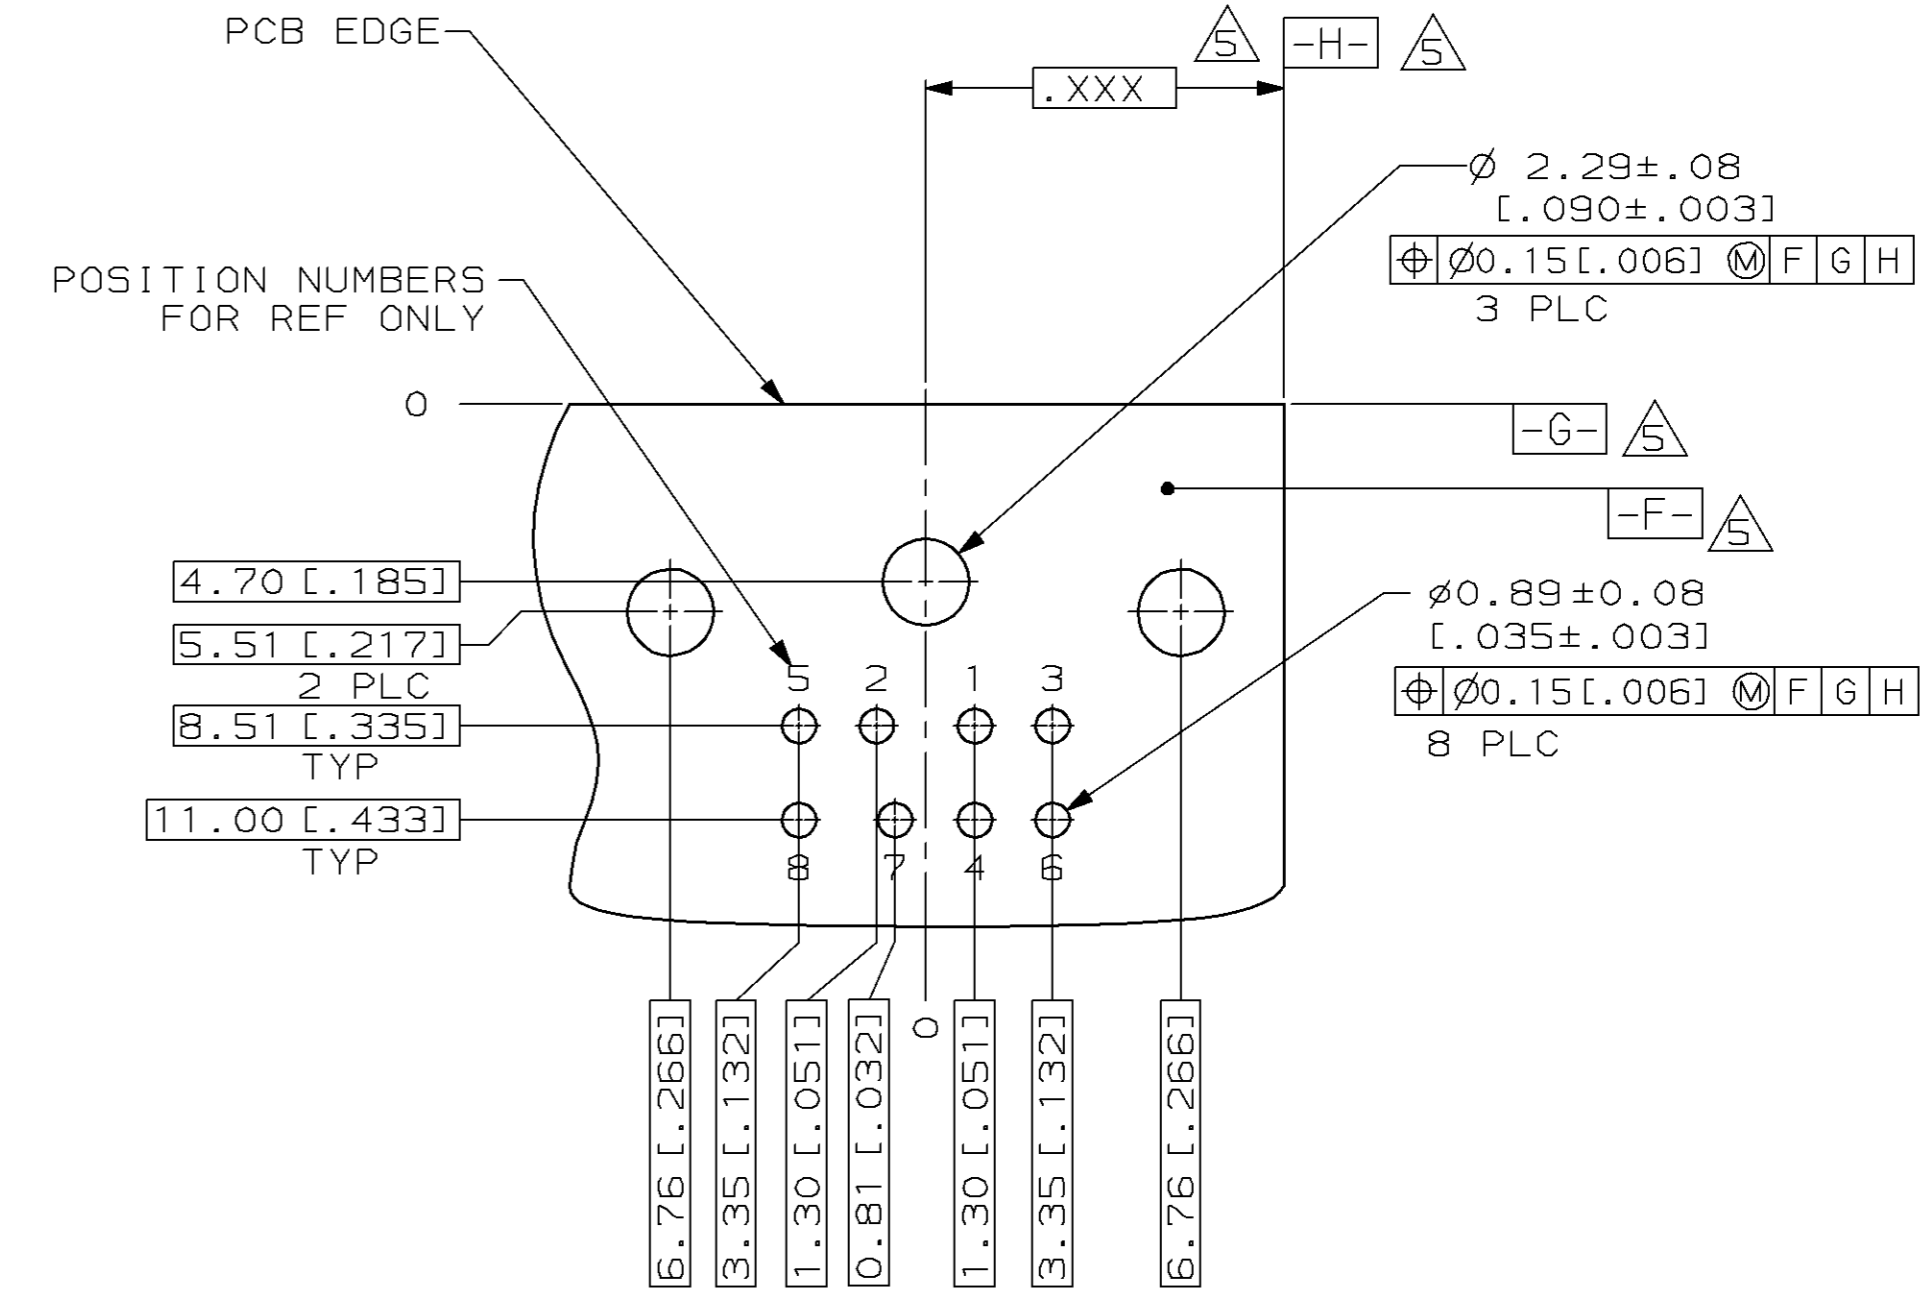 PCB EDGE
5
-H-
5
.XXX
Ø 2.29±.08
[.090±.003]
⌖ Ø0.15[.006] Ⓜ F G H
3 PLC
POSITION NUMBERS
FOR REF ONLY
0
-G-
5
-F-
5
4.70 [.185]
5.51 [.217]
2 PLC
8.51 [.335]
TYP
11.00 [.433]
TYP
Ø0.89±0.08
[.035±.003]
⌖ Ø0.15[.006] Ⓜ F G H
8 PLC
5 2 1 3
8 7 4 6
6.76 [.266]
3.35 [.132]
1.30 [.051]
0.81 [.032]
0
1.30 [.051]
3.35 [.132]
6.76 [.266]